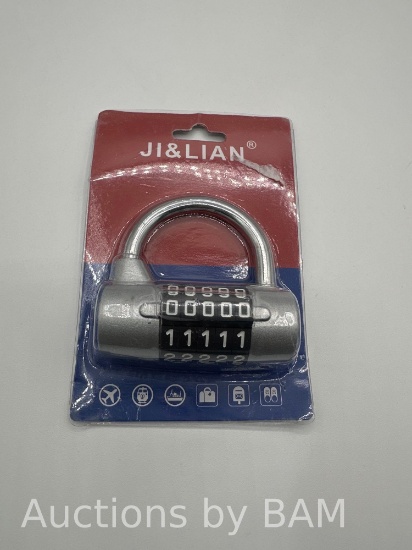 JI&LIAN®
00000
11111
Auctions by BAM